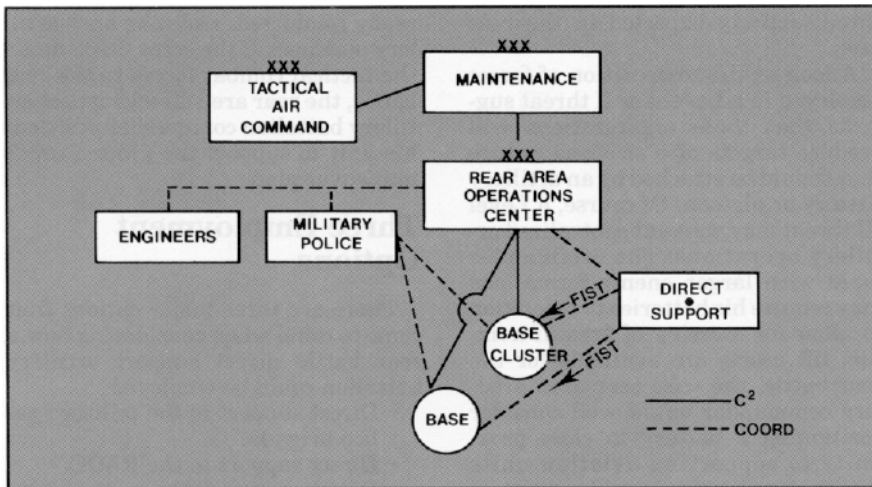 XXX
TACTICAL
AIR
COMMAND
XXX
MAINTENANCE
XXX
REAR AREA
OPERATIONS
CENTER
ENGINEERS
MILITARY
POLICE
DIRECT
SUPPORT
FIST
FIST
BASE
CLUSTER
BASE
C²
COORD